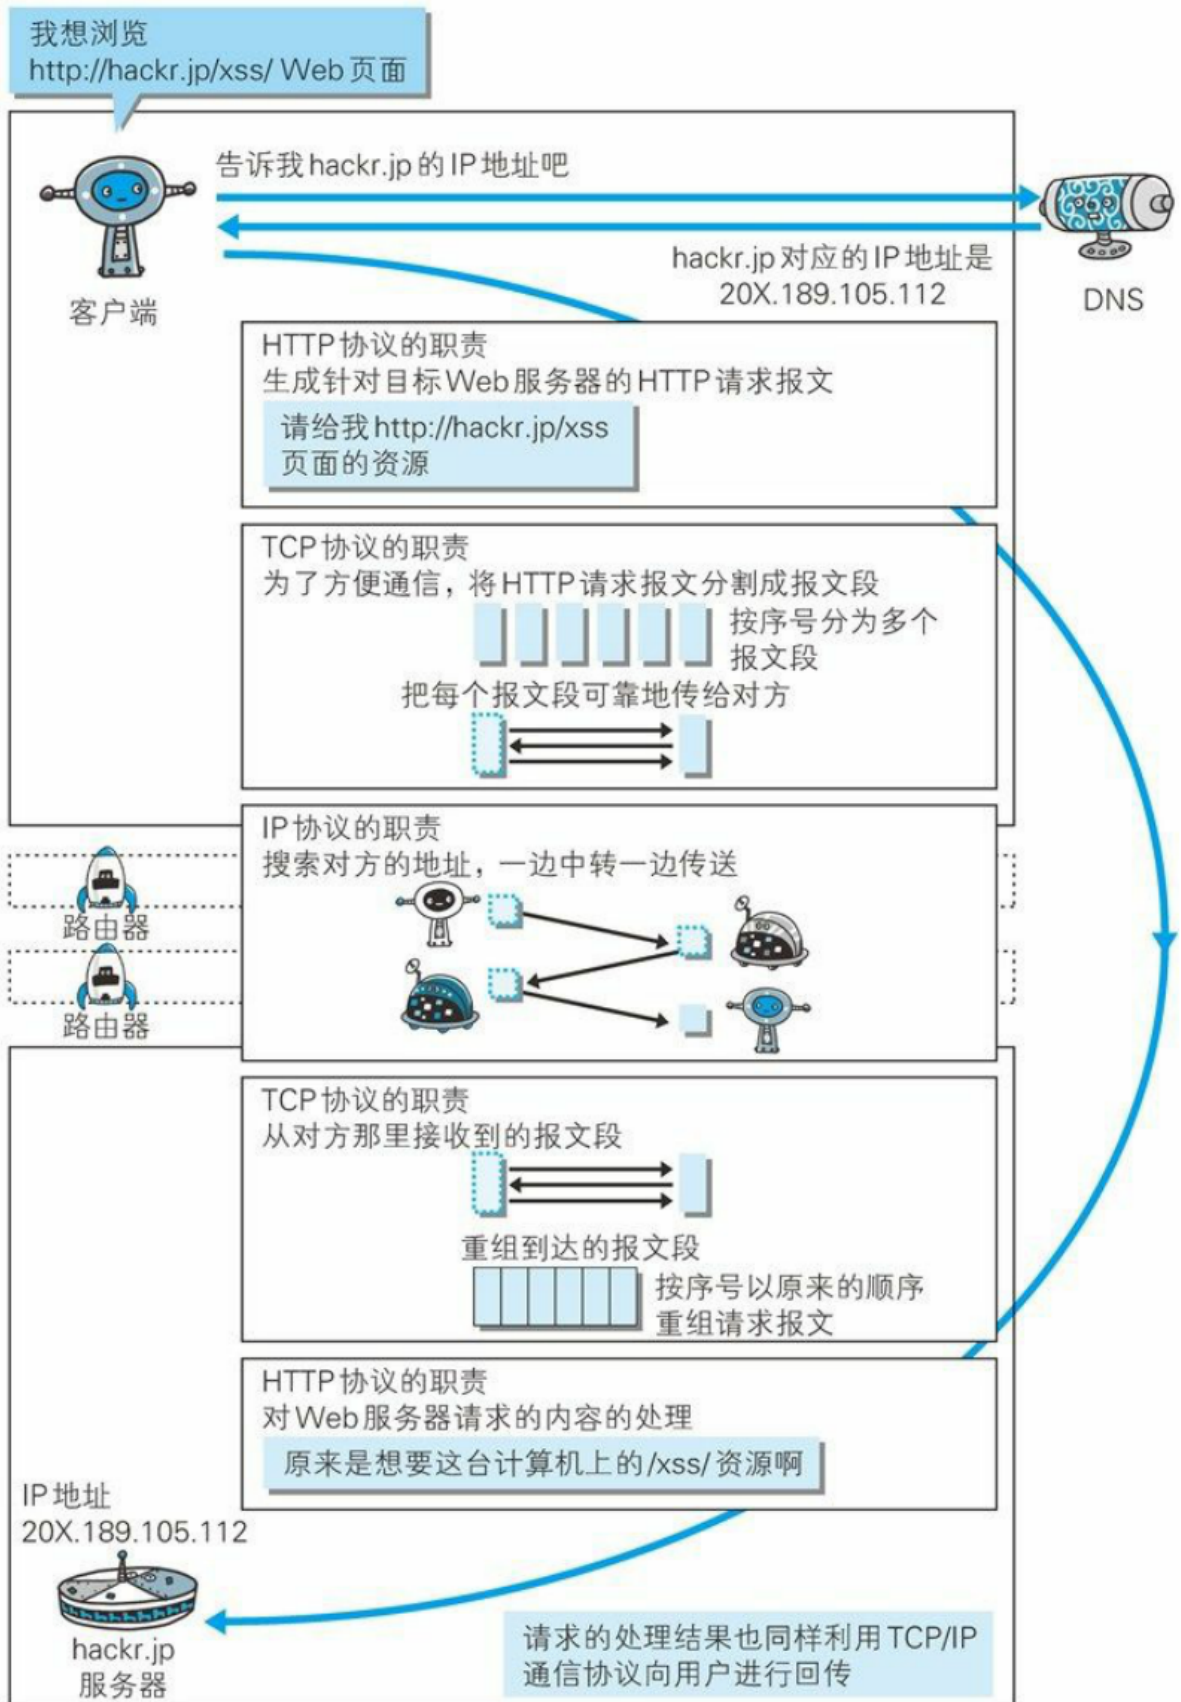 我想浏览
http://hackr.jp/xss/ Web页面
告诉我hackr.jp的IP地址吧
hackr.jp对应的IP地址是
20X.189.105.112
客户端
DNS
HTTP协议的职责
生成针对目标Web服务器的HTTP请求报文
请给我http://hackr.jp/xss
页面的资源
TCP协议的职责
为了方便通信，将HTTP请求报文分割成报文段
按序号分为多个
报文段
把每个报文段可靠地传给对方
IP协议的职责
搜索对方的地址，一边中转一边传送
路由器
路由器
TCP协议的职责
从对方那里接收到的报文段
重组到达的报文段
按序号以原来的顺序
重组请求报文
HTTP协议的职责
对Web服务器请求的内容的处理
原来是想要这台计算机上的/xss/资源啊
IP地址
20X.189.105.112
hackr.jp
服务器
请求的处理结果也同样利用TCP/IP
通信协议向用户进行回传